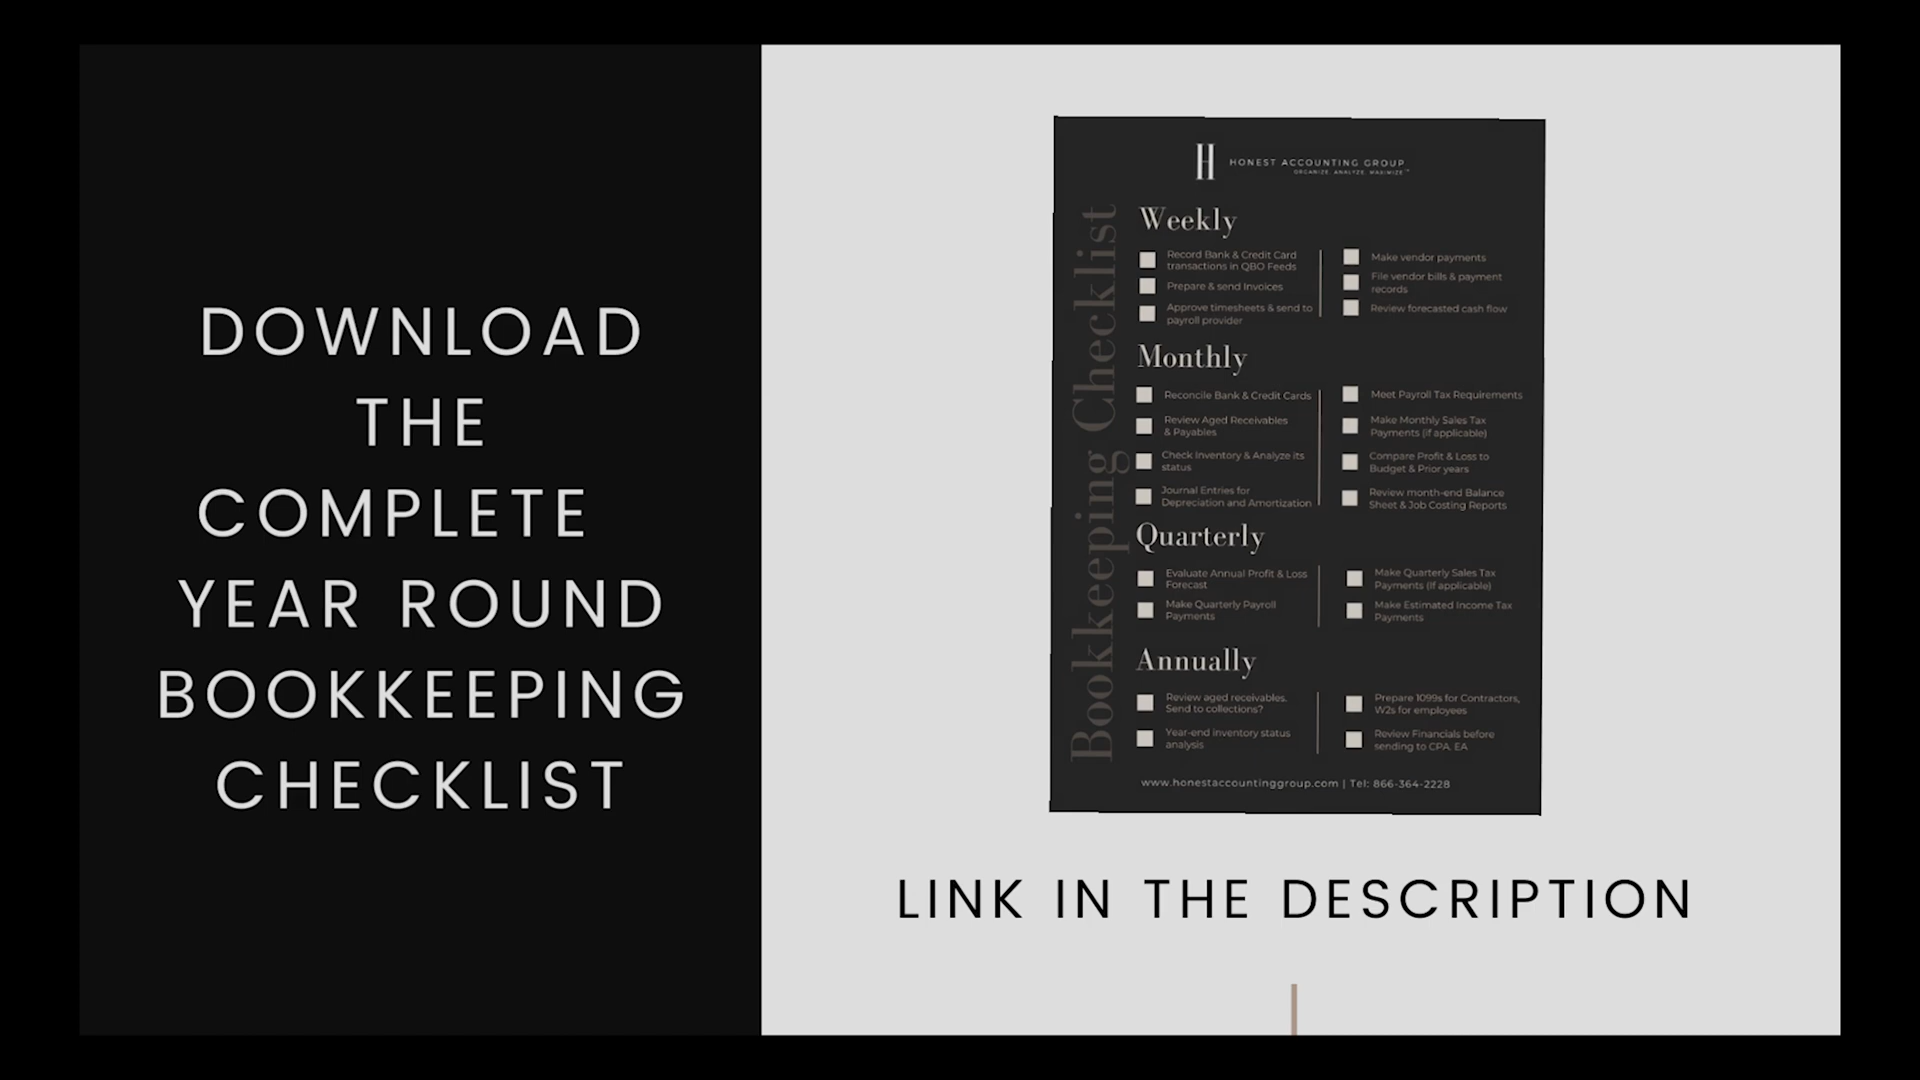 DOWNLOAD
THE
COMPLETE
YEAR ROUND
BOOKKEEPING
CHECKLIST
H HONEST ACCOUNTING GROUP
ORGANIZE. ANALYZE. MAXIMIZE™
Bookkeeping Checklist
Weekly
Record Bank & Credit Card
transactions in QBO Feeds
Prepare & send Invoices
Approve timesheets & send to
payroll provider
Make vendor payments
File vendor bills & payment
records
Review forecasted cash flow
Monthly
Reconcile Bank & Credit Cards
Review Aged Receivables
& Payables
Check Inventory & Analyze its
status
Journal Entries for
Depreciation and Amortization
Meet Payroll Tax Requirements
Make Monthly Sales Tax
Payments (if applicable)
Compare Profit & Loss to
Budget & Prior years
Review month-end Balance
Sheet & Job Costing Reports
Quarterly
Evaluate Annual Profit & Loss
Forecast
Make Quarterly Payroll
Payments
Make Quarterly Sales Tax
Payments (If applicable)
Make Estimated Income Tax
Payments
Annually
Review aged receivables.
Send to collections?
Year-end inventory status
analysis
Prepare 1099s for Contractors,
W2s for employees
Review Financials before
sending to CPA, EA
www.honestaccountinggroup.com | Tel: 866-364-2228
LINK IN THE DESCRIPTION